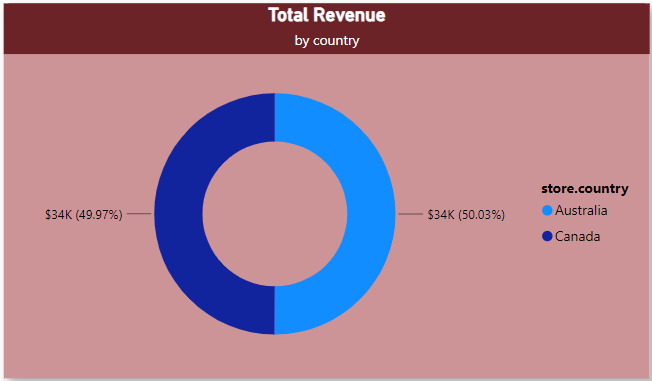 Total Revenue
by country
$34K (49.97%)
$34K (50.03%)
store.country
Australia
Canada